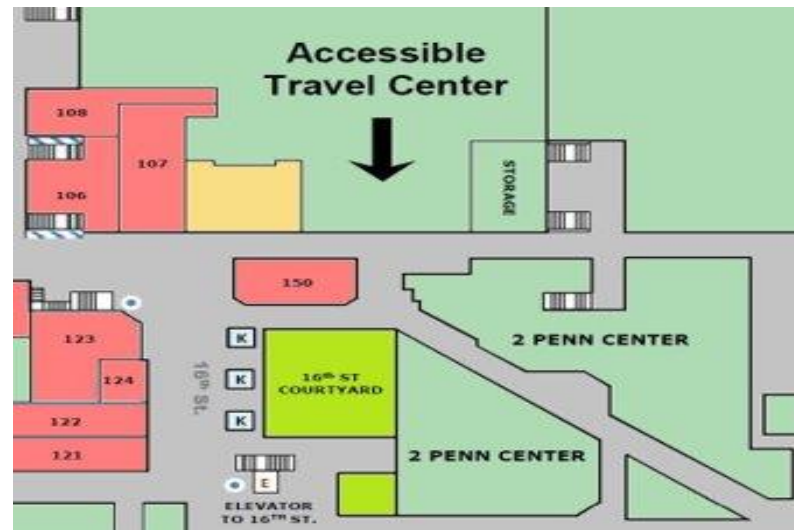 Accessible
Travel Center
108
107
106
STORAGE
150
123
2 PENN CENTER
K
16th St.
K
16TH ST
COURTYARD
124
K
122
121
2 PENN CENTER
E
ELEVATOR
TO 16TH ST.